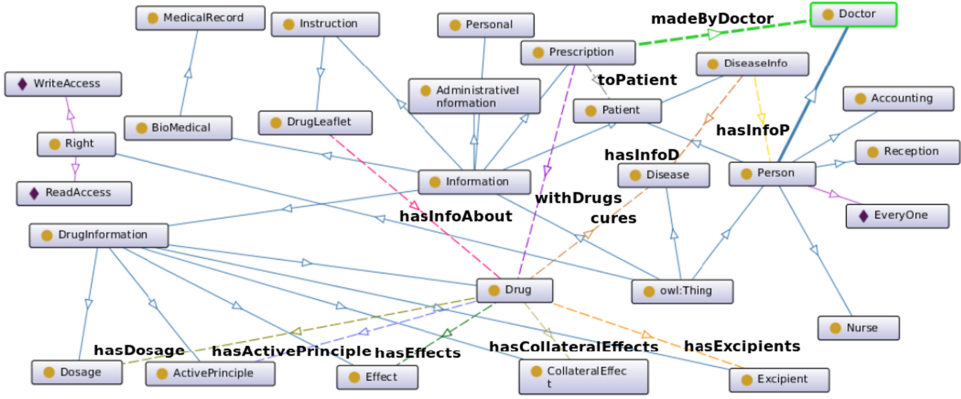 MedicalRecord
Instruction
Personal
madeByDoctor
Doctor
Prescription
DiseaseInfo
WriteAccess
toPatient
AdministrativeI
nformation
Patient
Accounting
BioMedical
DrugLeaflet
hasInfoP
Right
hasInfoD
Reception
Information
Disease
Person
ReadAccess
withDrugs
hasInfoAbout
cures
EveryOne
DrugInformation
Drug
owl:Thing
Nurse
hasDosage
hasActivePrinciple
hasEffects
hasCollateralEffects
hasExcipients
Dosage
ActivePrinciple
Effect
CollateralEffec
t
Excipient